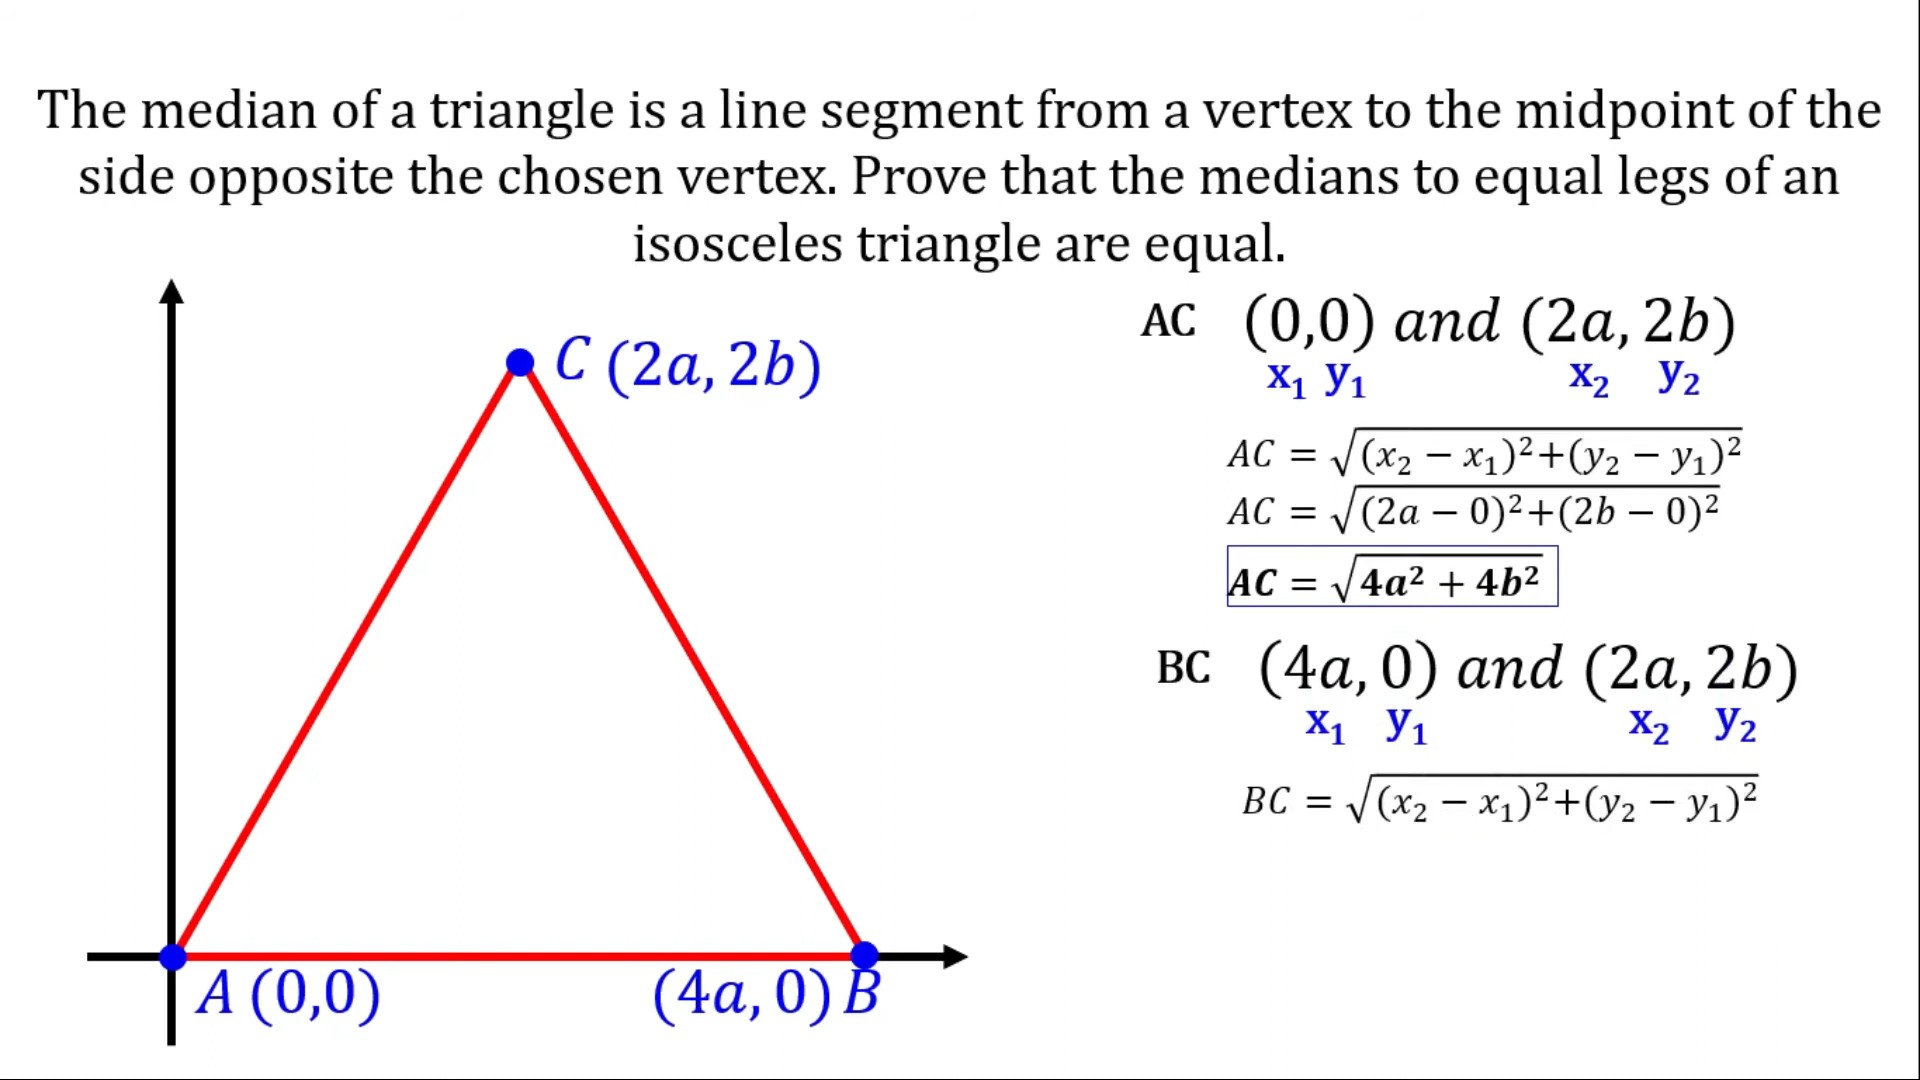 The median of a triangle is a line segment from a vertex to the midpoint of the
side opposite the chosen vertex. Prove that the medians to equal legs of an
isosceles triangle are equal.
C (2a, 2b)
A (0,0)
(4a, 0) B
AC (0,0) and (2a, 2b)
x₁ y₁ x₂ y₂
AC = √(x₂ − x₁)²+(y₂ − y₁)²
AC = √(2a − 0)²+(2b − 0)²
AC = √4a² + 4b²
BC (4a, 0) and (2a, 2b)
x₁ y₁ x₂ y₂
BC = √(x₂ − x₁)²+(y₂ − y₁)²